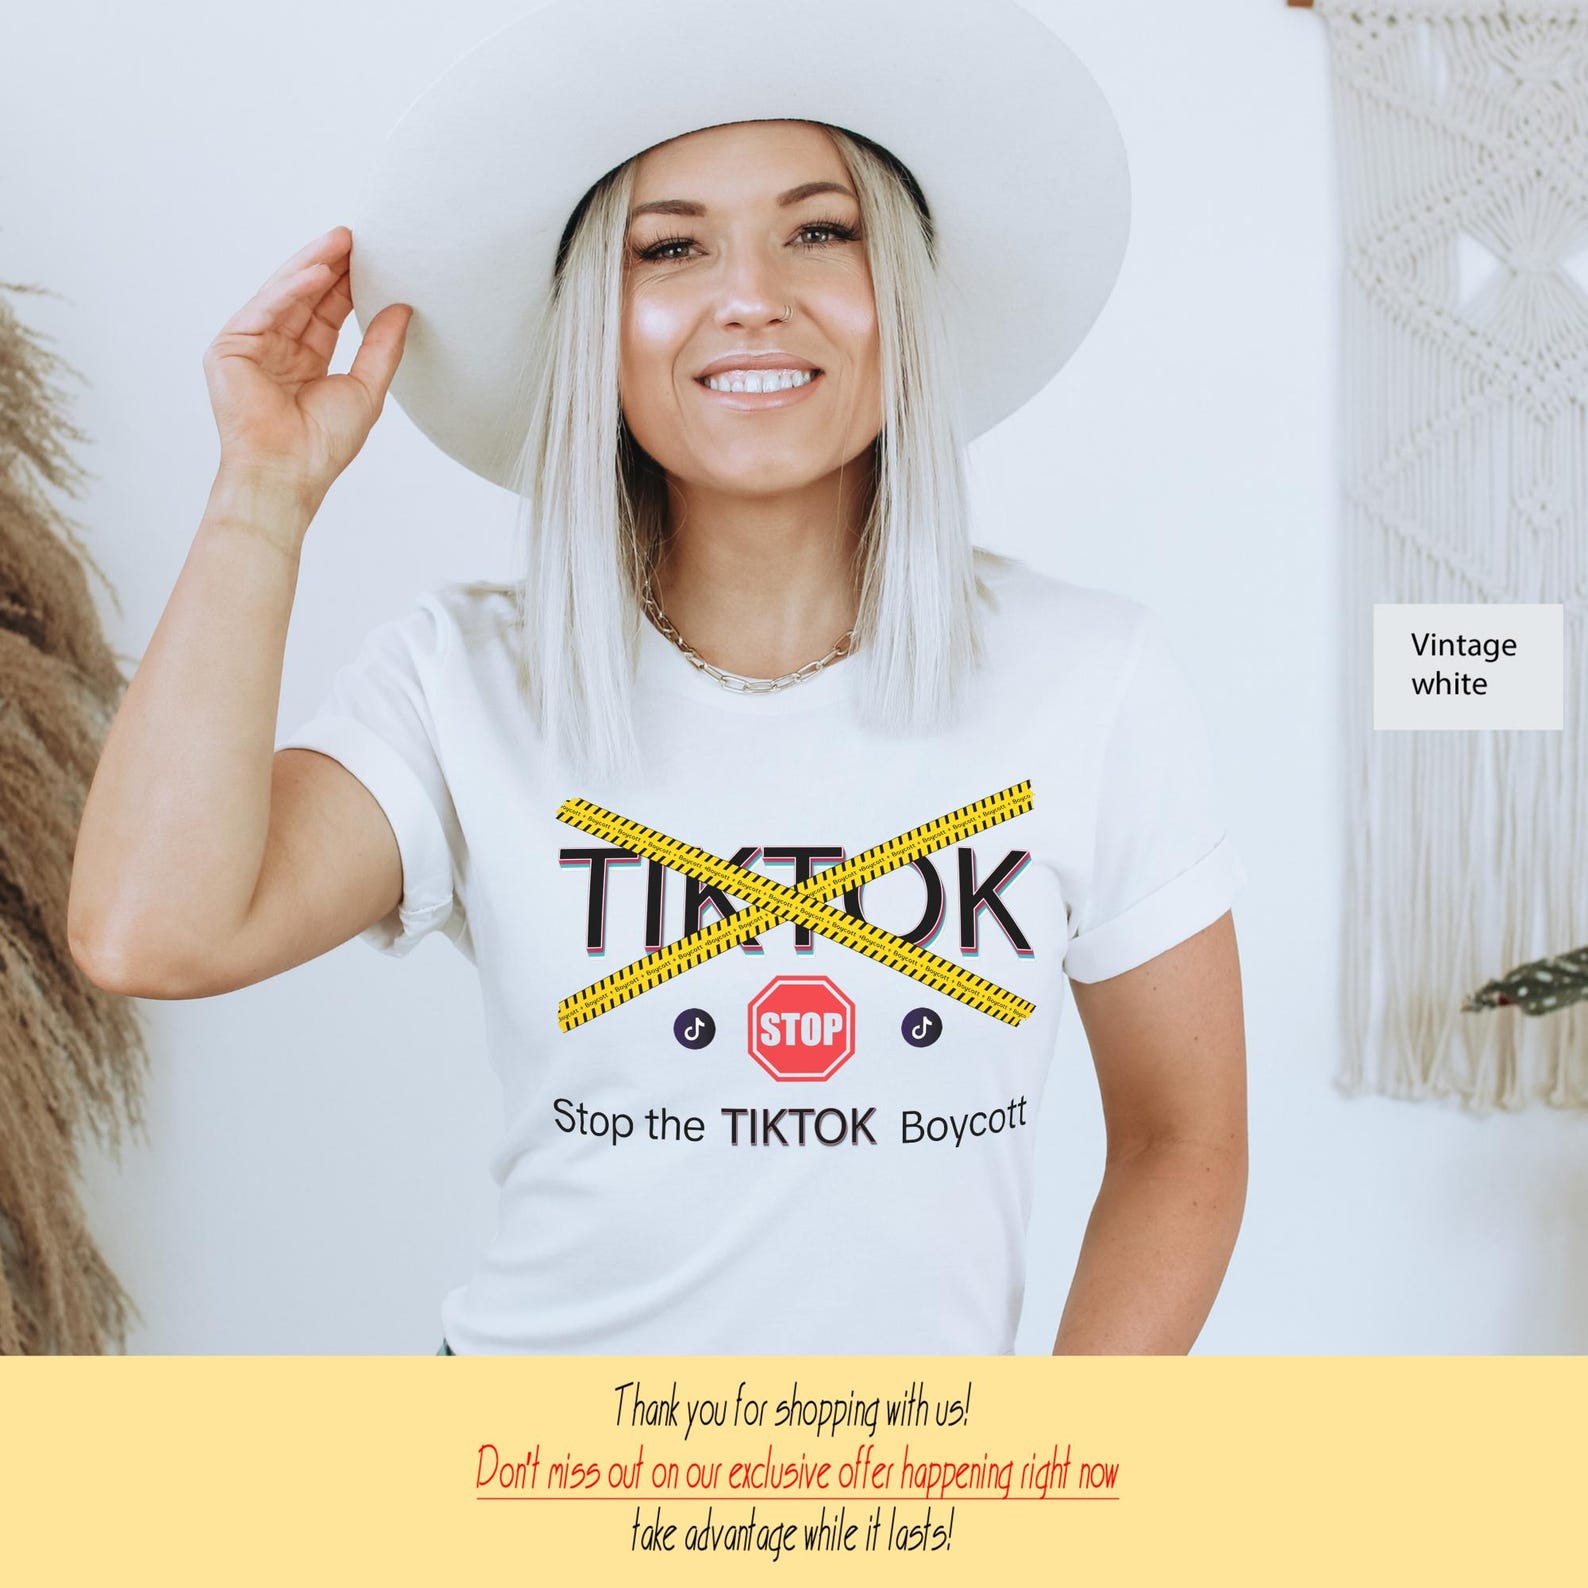 Vintage
white
TIKTOK
STOP
Stop the TIKTOK Boycott
Thank you for shopping with us!
Don't miss out on our exclusive offer happening right now
take advantage while it lasts!